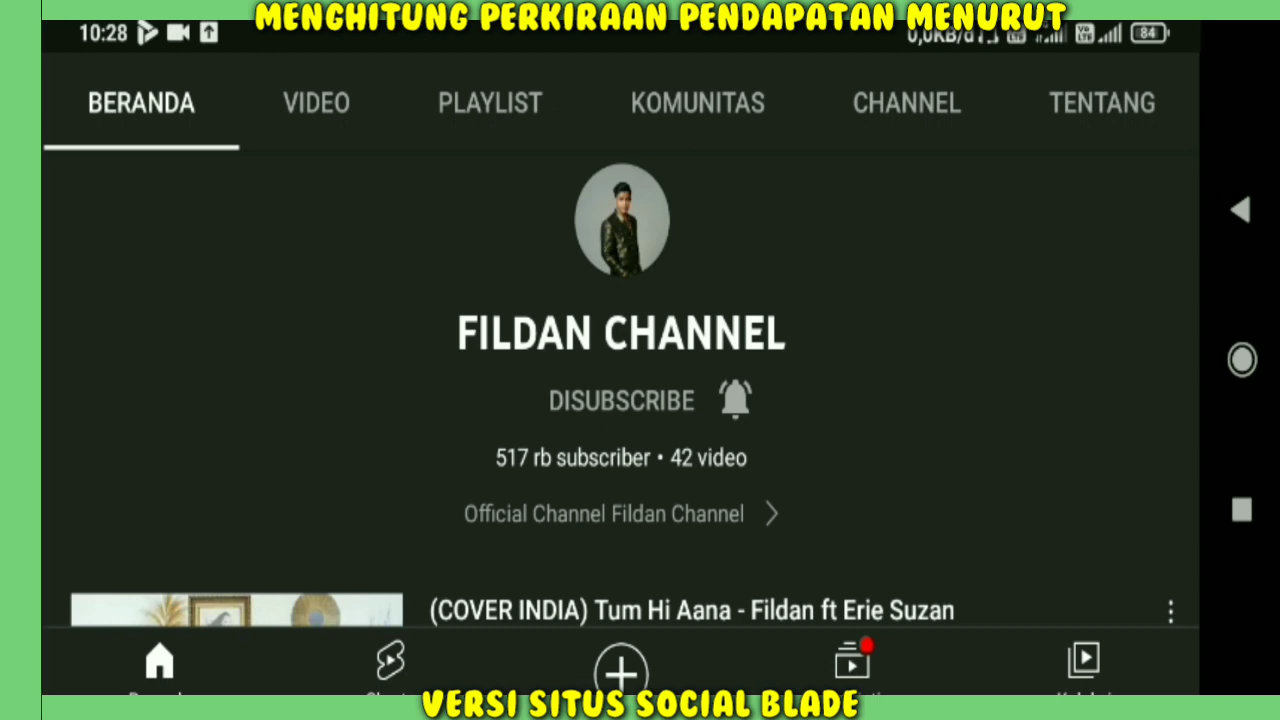 MENGHITUNG PERKIRAAN PENDAPATAN MENURUT
10:28
84
BERANDA VIDEO PLAYLIST KOMUNITAS CHANNEL TENTANG
FILDAN CHANNEL
DISUBSCRIBE
517 rb subscriber • 42 video
Official Channel Fildan Channel
(COVER INDIA) Tum Hi Aana - Fildan ft Erie Suzan
VERSI SITUS SOCIAL BLADE